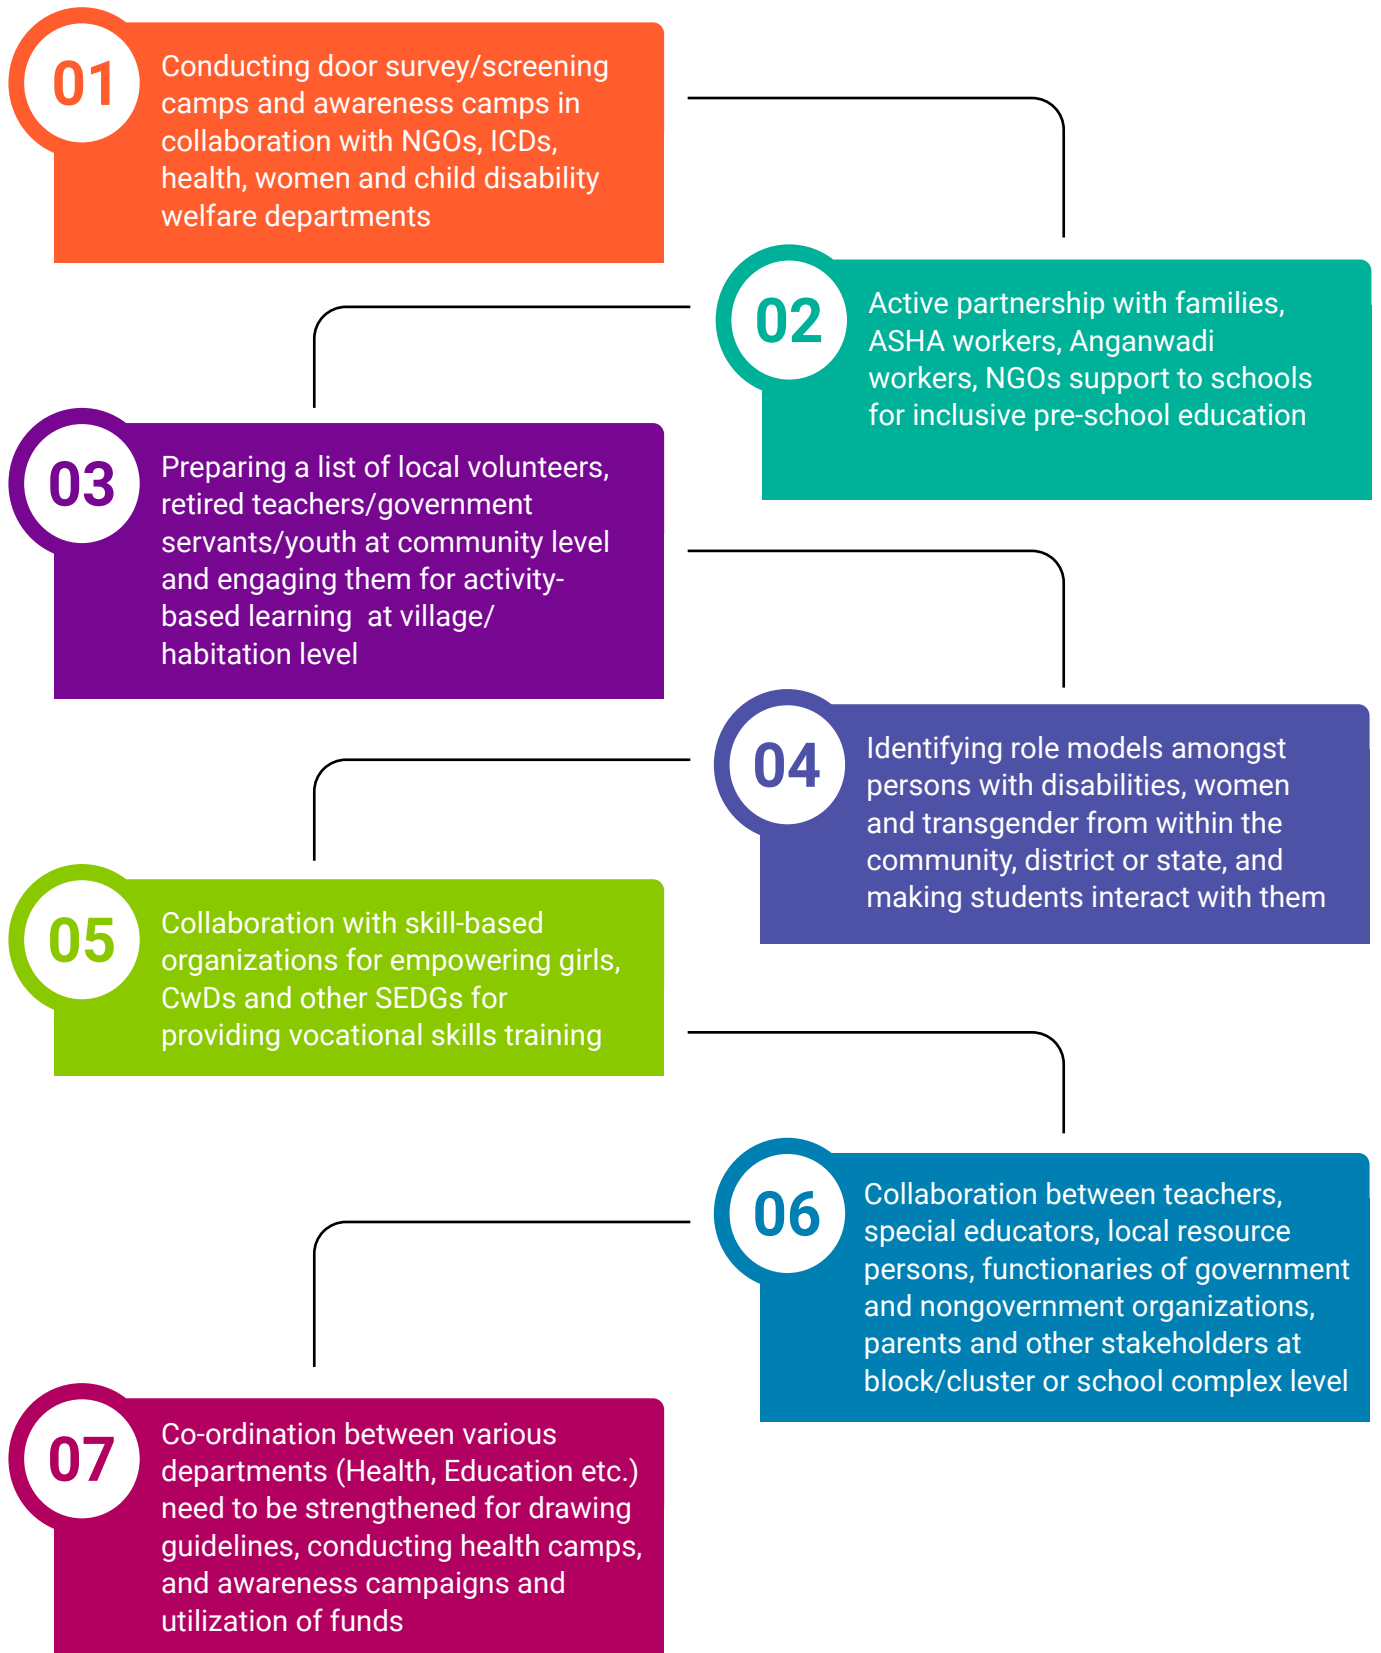 01
Conducting door survey/screening
camps and awareness camps in
collaboration with NGOs, ICDs,
health, women and child disability
welfare departments
02
Active partnership with families,
ASHA workers, Anganwadi
workers, NGOs support to schools
for inclusive pre-school education
03
Preparing a list of local volunteers,
retired teachers/government
servants/youth at community level
and engaging them for activity-
based learning  at village/
habitation level
04
Identifying role models amongst
persons with disabilities, women
and transgender from within the
community, district or state, and
making students interact with them
05
Collaboration with skill-based
organizations for empowering girls,
CwDs and other SEDGs for
providing vocational skills training
06
Collaboration between teachers,
special educators, local resource
persons, functionaries of government
and nongovernment organizations,
parents and other stakeholders at
block/cluster or school complex level
07
Co-ordination between various
departments (Health, Education etc.)
need to be strengthened for drawing
guidelines, conducting health camps,
and awareness campaigns and
utilization of funds